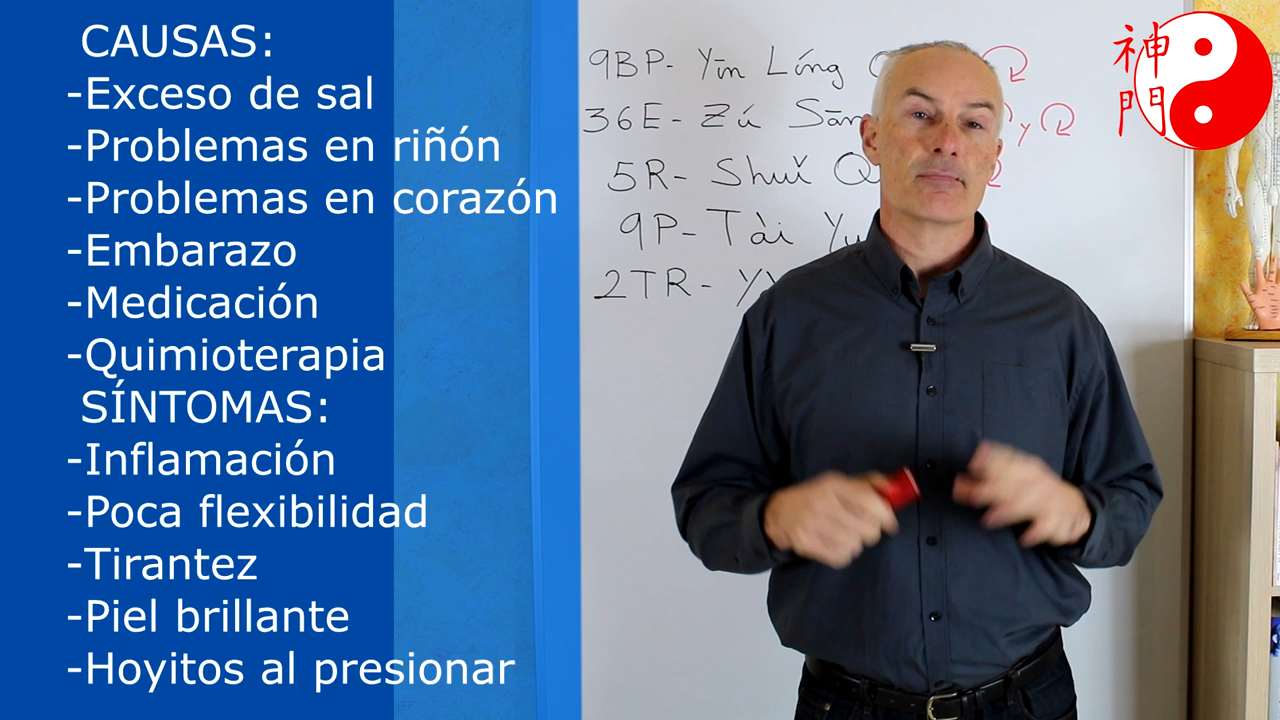 CAUSAS:
-Exceso de sal
-Problemas en riñón
-Problemas en corazón
-Embarazo
-Medicación
-Quimioterapia
SÍNTOMAS:
-Inflamación
-Poca flexibilidad
-Tirantez
-Piel brillante
-Hoyitos al presionar
9BP- Yīn Líng
36E- Zú Sān y
5R- Shuǐ
9P- Tài
2TR-
神門